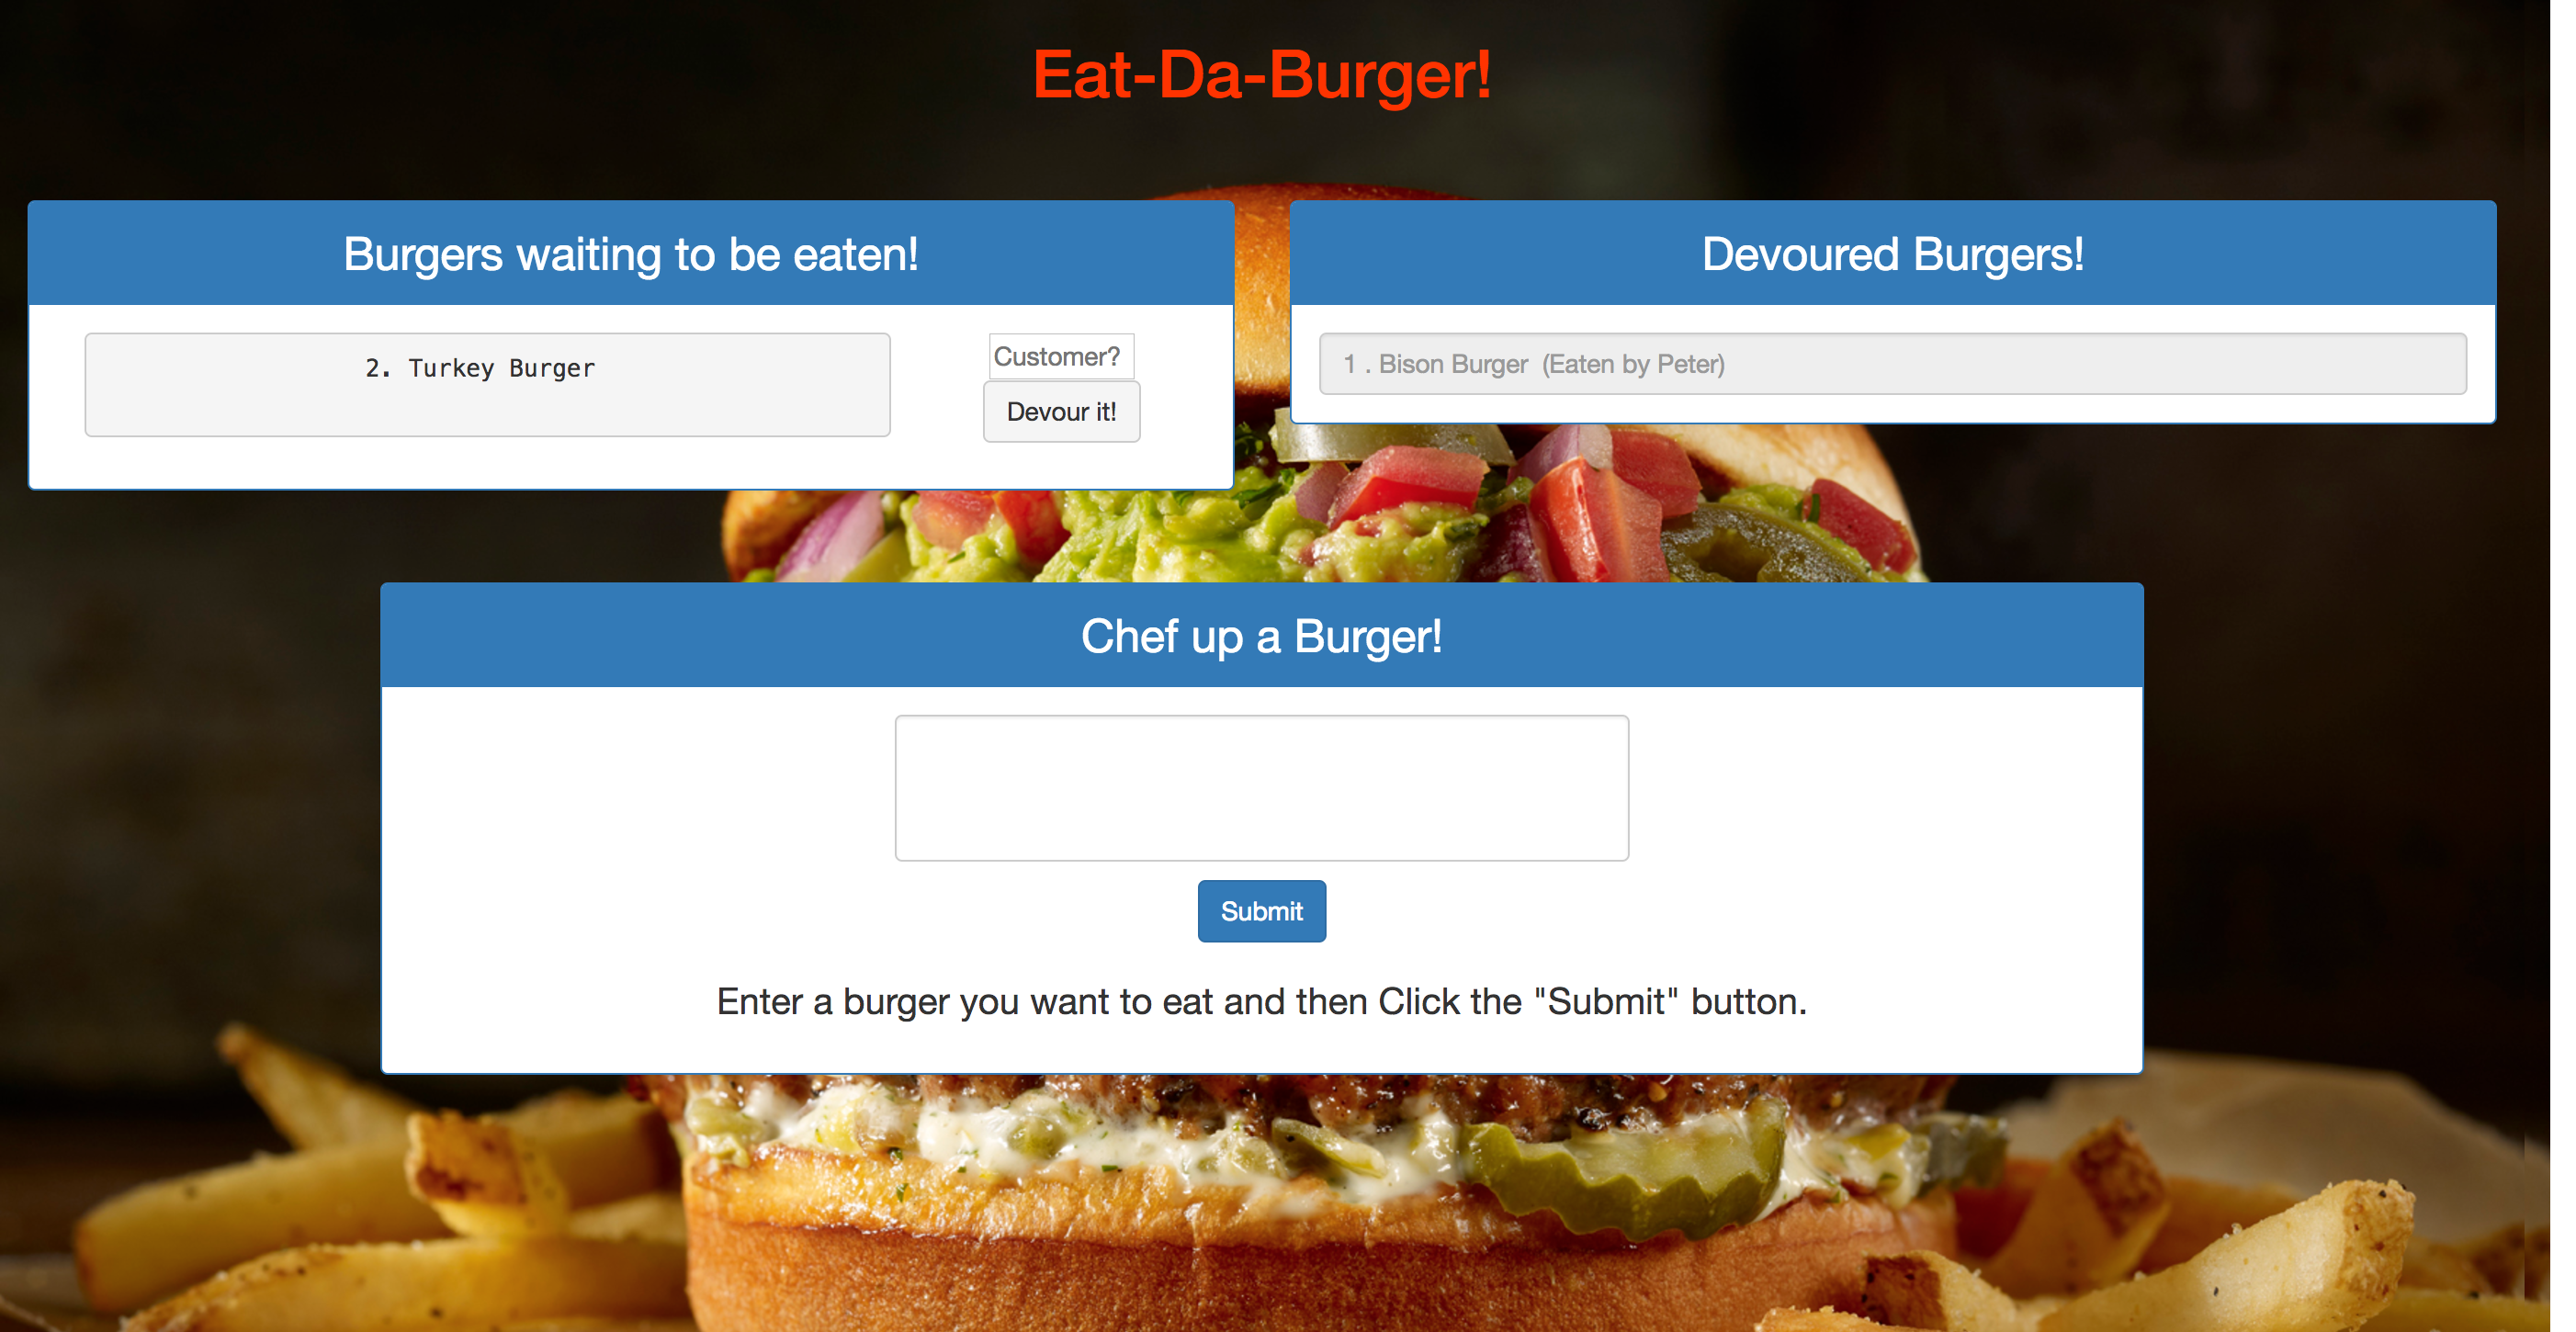 Eat-Da-Burger!
Burgers waiting to be eaten!
2. Turkey Burger
Customer?
Devour it!
Devoured Burgers!
1 . Bison Burger  (Eaten by Peter)
Chef up a Burger!
Submit
Enter a burger you want to eat and then Click the "Submit" button.